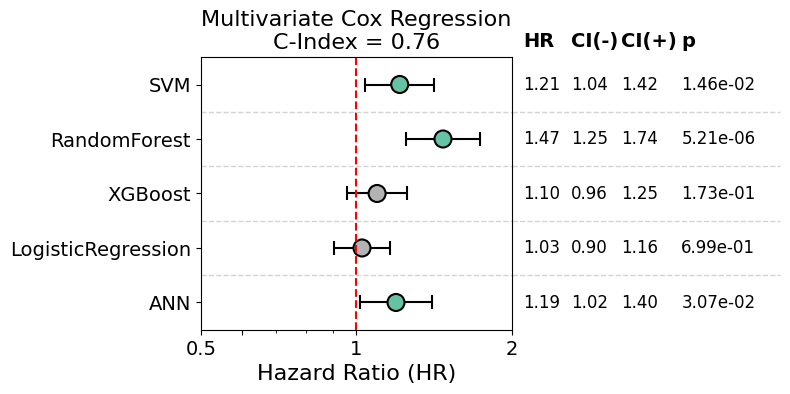 Multivariate Cox Regression
C-Index = 0.76
HR CI(-) CI(+) p
SVM 1.21 1.04 1.42 1.46e-02
RandomForest 1.47 1.25 1.74 5.21e-06
XGBoost 1.10 0.96 1.25 1.73e-01
LogisticRegression 1.03 0.90 1.16 6.99e-01
ANN 1.19 1.02 1.40 3.07e-02
0.5 1 2
Hazard Ratio (HR)